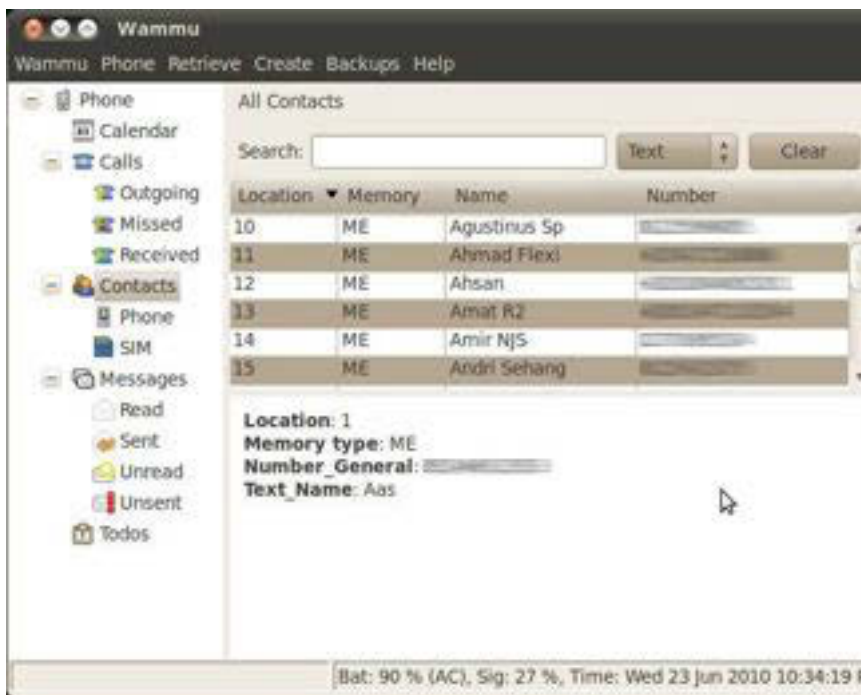 Wammu
Wammu Phone Retrieve Create Backups Help
Phone
Calendar
Calls
Outgoing
Missed
Received
Contacts
Phone
SIM
Messages
Read
Sent
Unread
Unsent
Todos
All Contacts
Search: Text Clear
Location Memory Name Number
10 ME Agustinus Sp
11 ME Ahmad Flexi
12 ME Ahsan
13 ME Amat R2
14 ME Amir NJS
15 ME Andri Sehang
Location: 1
Memory type: ME
Number_General:
Text_Name: Aas
Bat: 90 % (AC), Sig: 27 %, Time: Wed 23 Jun 2010 10:34:19